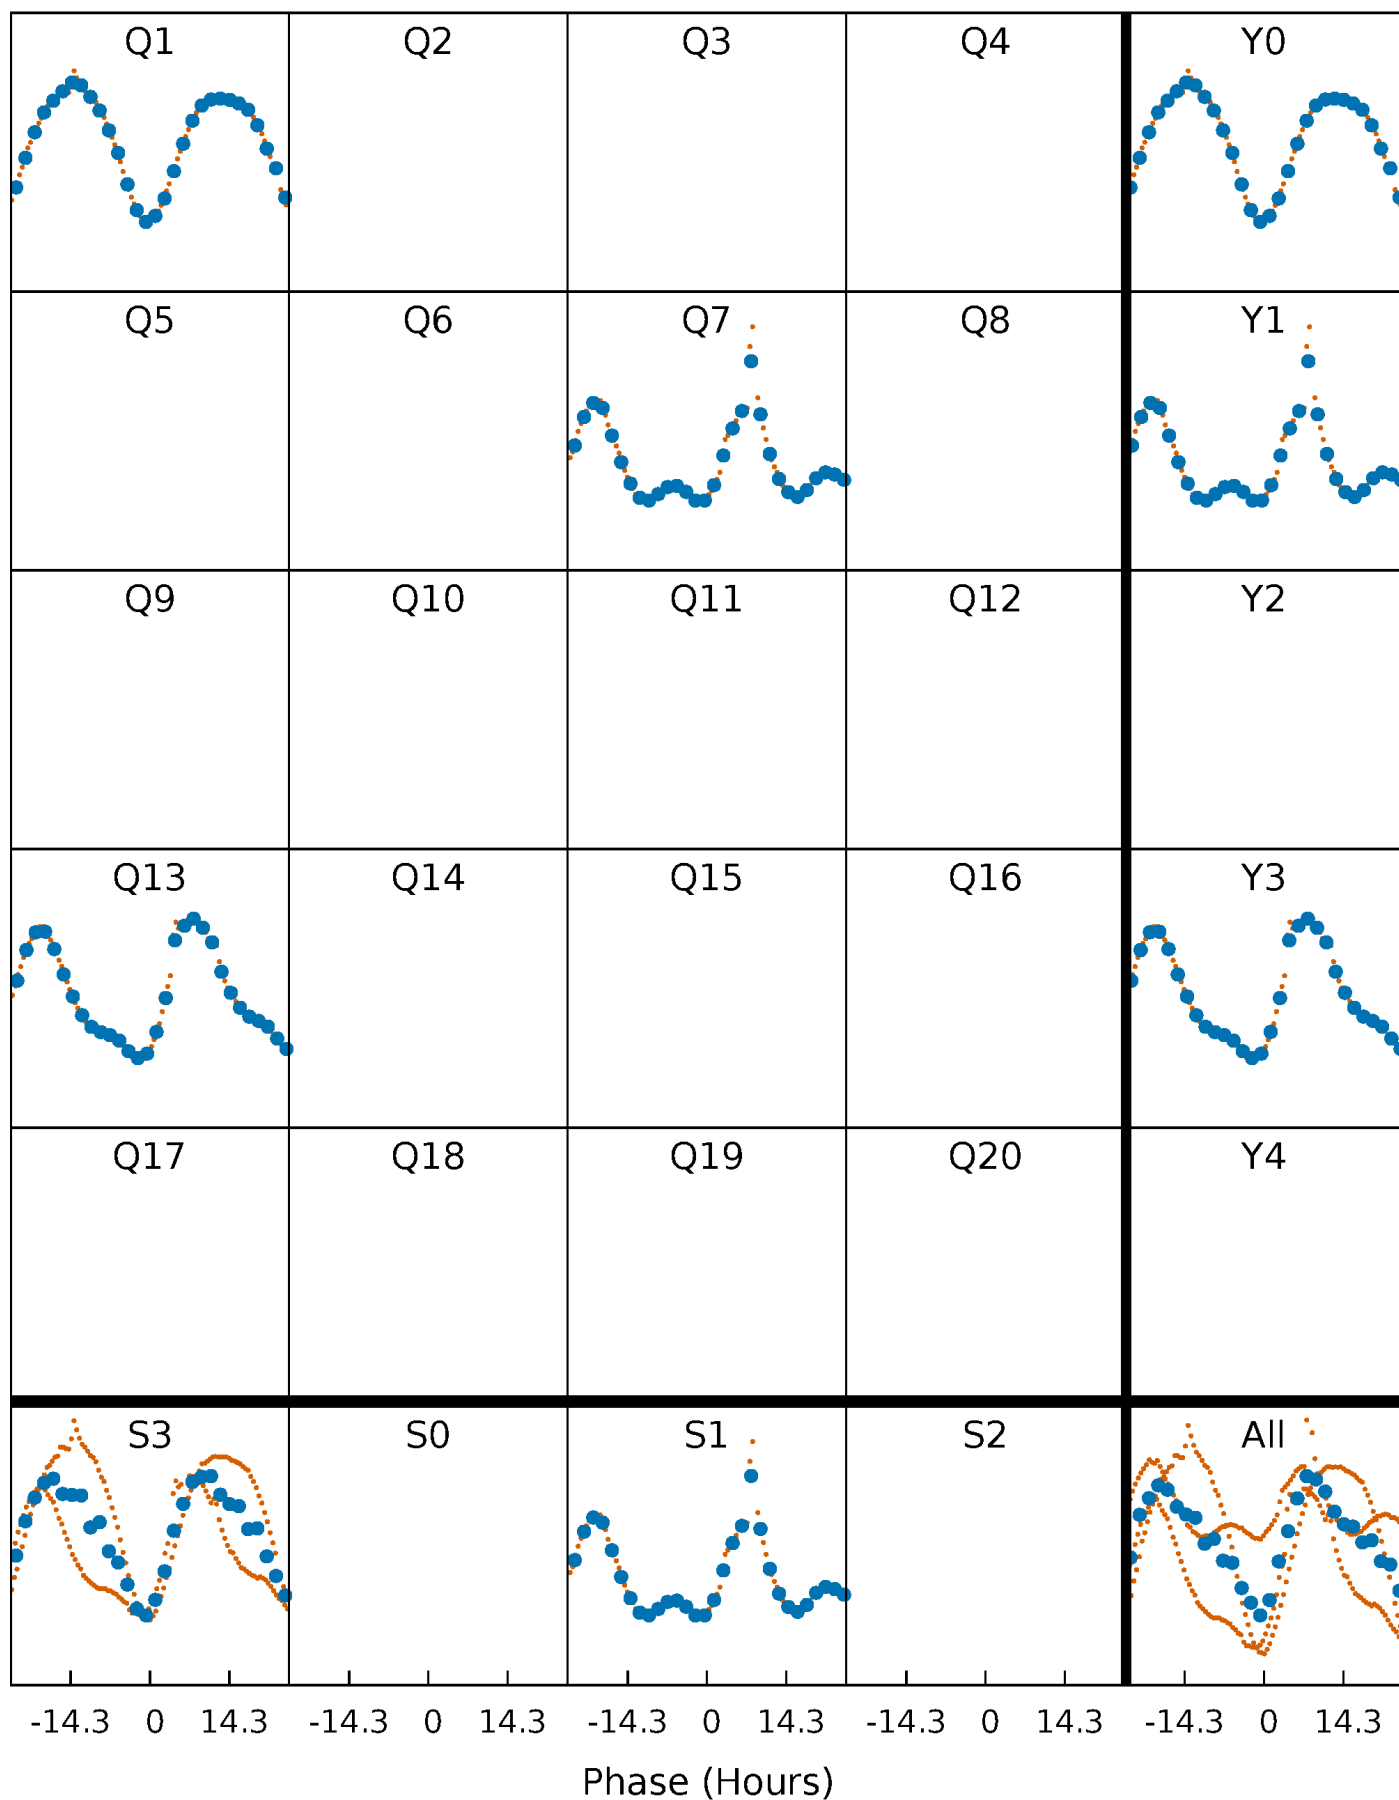 Q1 Q2 Q3 Q4 Y0
Q5 Q6 Q7 Q8 Y1
Q9 Q10 Q11 Q12 Y2
Q13 Q14 Q15 Q16 Y3
Q17 Q18 Q19 Q20 Y4
S3 S0 S1 S2 All
-14.3 0 14.3 -14.3 0 14.3 -14.3 0 14.3 -14.3 0 14.3 -14.3 0 14.3
Phase (Hours)